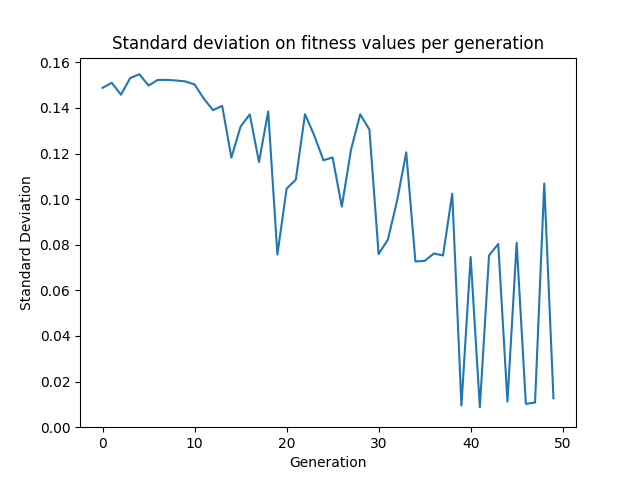 Standard deviation on fitness values per generation
0.16
0.14
0.12
0.10
0.08
0.06
0.04
0.02
0.00
Standard Deviation
0 10 20 30 40 50
Generation